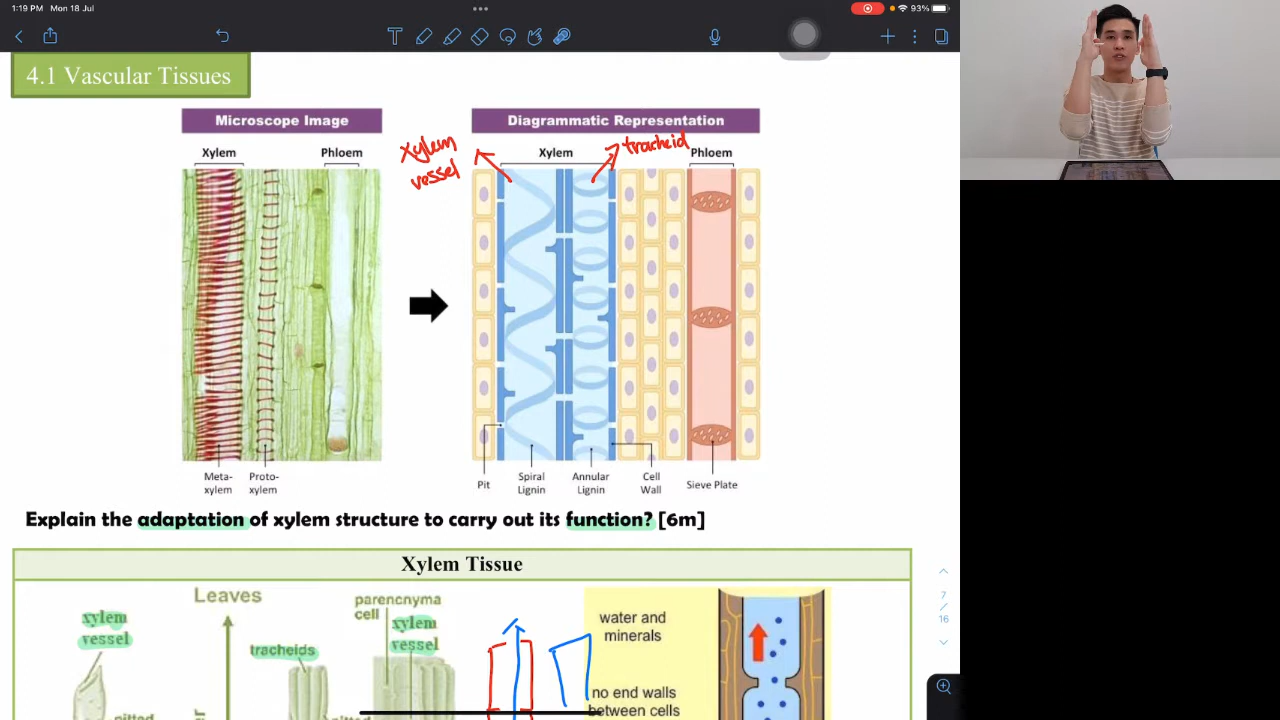 1:19 PM Mon 18 Jul
93%
4.1 Vascular Tissues
Microscope Image
Diagrammatic Representation
Xylem
Phloem
xylem
vessel
Xylem
tracheid
Phloem
Meta-
xylem
Proto-
xylem
Pit
Spiral
Lignin
Annular
Lignin
Cell
Wall
Sieve Plate
Explain the adaptation of xylem structure to carry out its function? [6m]
Xylem Tissue
xylem
vessel
Leaves
tracheids
parencnyma
cell
xylem
vessel
water and
minerals
no end walls
between cells
7
/
16